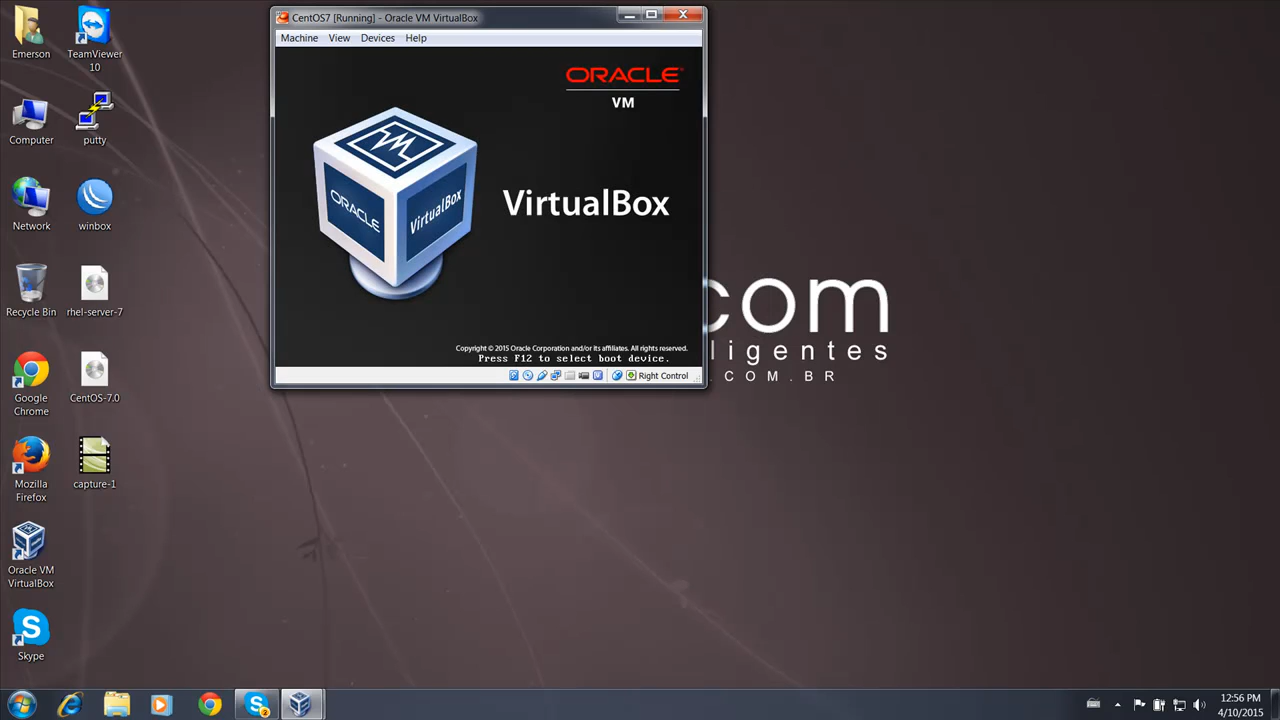 CentOS7 [Running] - Oracle VM VirtualBox
Machine View Devices Help
ORACLE
VM
VirtualBox
ORACLE
VirtualBox
Copyright © 2015 Oracle Corporation and/or its affiliates. All rights reserved.
Press F12 to select boot device.
Right Control
Emerson
TeamViewer
10
Computer
putty
Network
winbox
Recycle Bin
rhel-server-7
Google
Chrome
CentOS-7.0
Mozilla
Firefox
capture-1
Oracle VM
VirtualBox
Skype
com
ligentes
.COM.BR
2
12:56 PM
4/10/2015